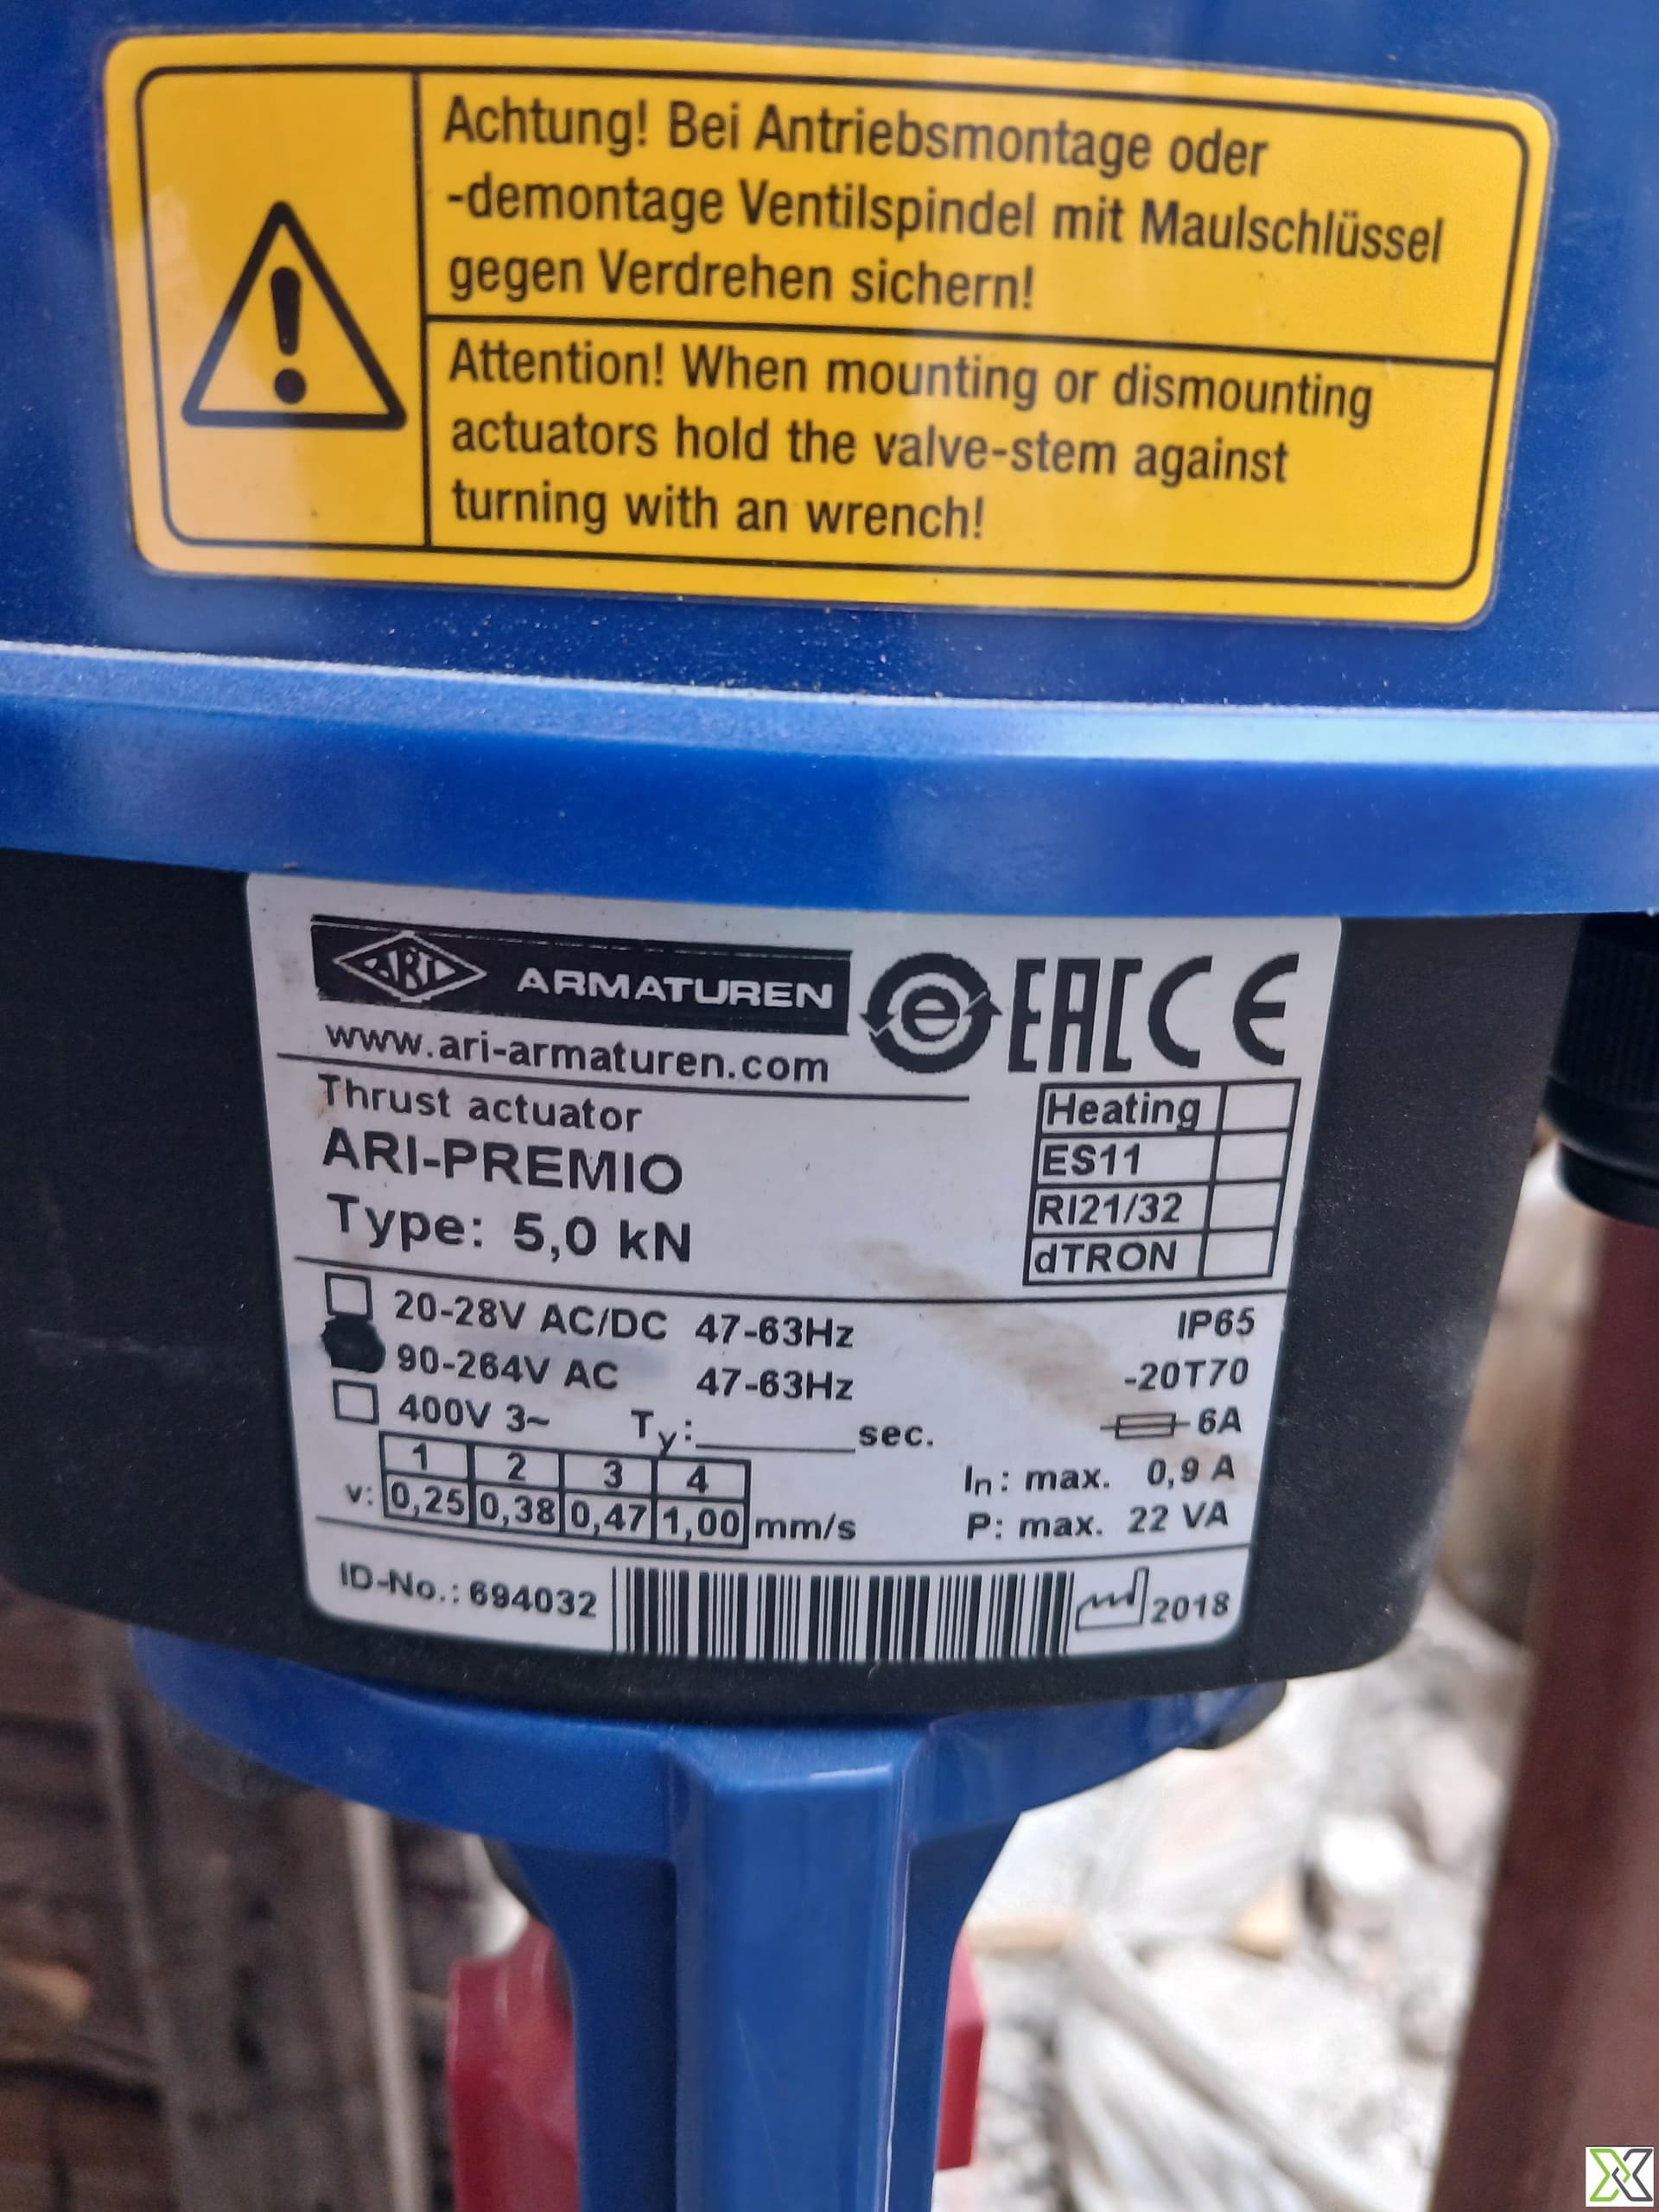 Achtung! Bei Antriebsmontage oder
-demontage Ventilspindel mit Maulschlüssel
gegen Verdrehen sichern!
Attention! When mounting or dismounting
actuators hold the valve-stem against
turning with an wrench!
ARI ARMATUREN e EAC CE
www.ari-armaturen.com
Thrust actuator
ARI-PREMIO
Type: 5,0 kN
Heating
ES11
RI21/32
dTRON
20-28V AC/DC 47-63Hz IP65
90-264V AC 47-63Hz -20T70
400V 3~ Ty:______sec. 6A
1 2 3 4 In: max. 0,9 A
v: 0,25 0,38 0,47 1,00 mm/s P: max. 22 VA
ID-No.: 694032 2018